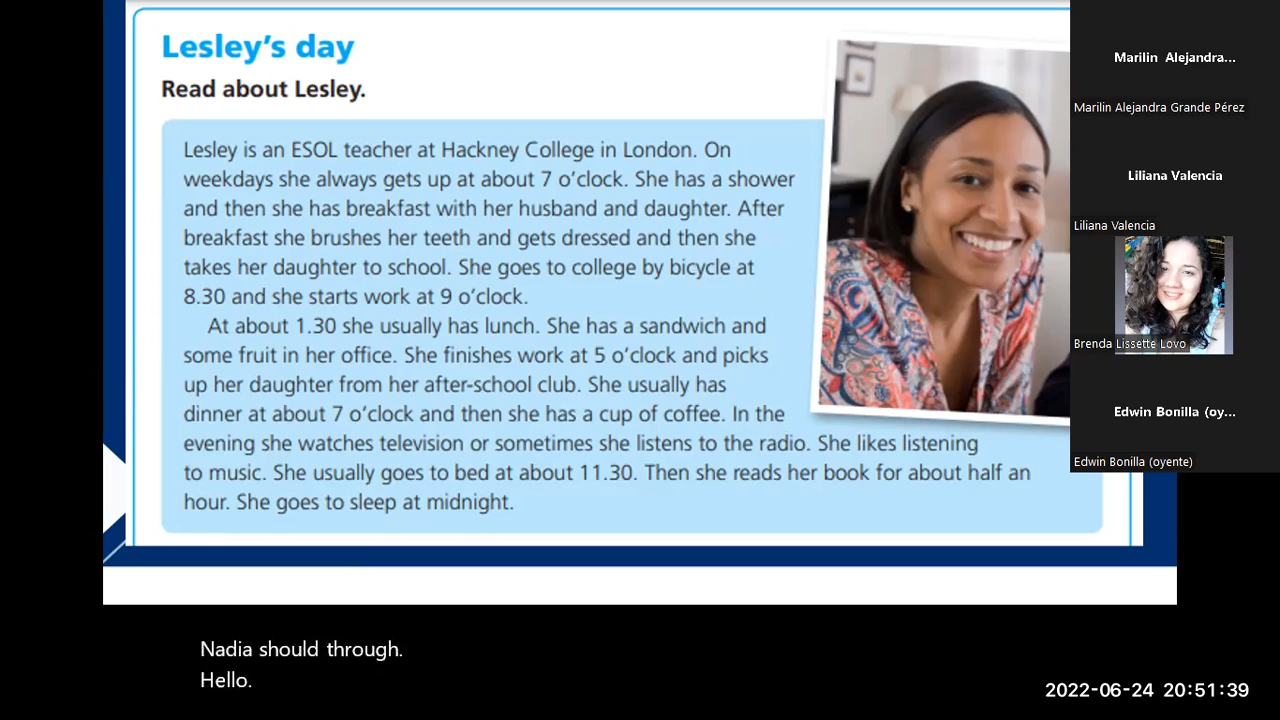 Lesley's day
Read about Lesley.
Lesley is an ESOL teacher at Hackney College in London. On
weekdays she always gets up at about 7 o'clock. She has a shower
and then she has breakfast with her husband and daughter. After
breakfast she brushes her teeth and gets dressed and then she
takes her daughter to school. She goes to college by bicycle at
8.30 and she starts work at 9 o'clock.
At about 1.30 she usually has lunch. She has a sandwich and
some fruit in her office. She finishes work at 5 o'clock and picks
up her daughter from her after-school club. She usually has
dinner at about 7 o'clock and then she has a cup of coffee. In the
evening she watches television or sometimes she listens to the radio. She likes listening
to music. She usually goes to bed at about 11.30. Then she reads her book for about half an
hour. She goes to sleep at midnight.
Marilin Alejandra...
Marilin Alejandra Grande Pérez
Liliana Valencia
Liliana Valencia
Brenda Lissette Lovo
Edwin Bonilla (oy...
Edwin Bonilla (oyente)
Nadia should through.
Hello.
2022-06-24 20:51:39